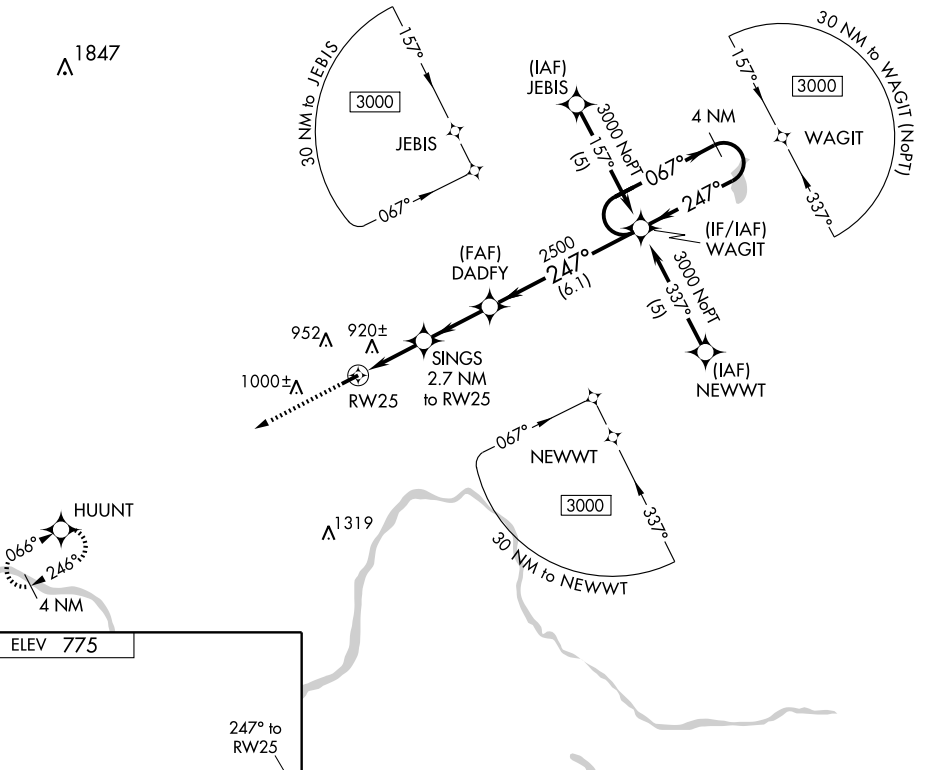 1847
30 NM to JEBIS
157°
3000
JEBIS
067°
(IAF)
JEBIS
3000 NoPT
157°
(5)
4 NM
067°
247°
(IF/IAF)
WAGIT
30 NM to WAGIT (NoPT)
157°
3000
WAGIT
337°
(FAF)
DADFY
2500
247°
(6.1)
3000 NoPT
337°
(5)
(IAF)
NEWWT
952
920±
SINGS
2.7 NM
to RW25
1000±
RW25
067°
NEWWT
3000
337°
30 NM to NEWWT
HUUNT
066°
246°
4 NM
1319
ELEV 775
247° to
RW25